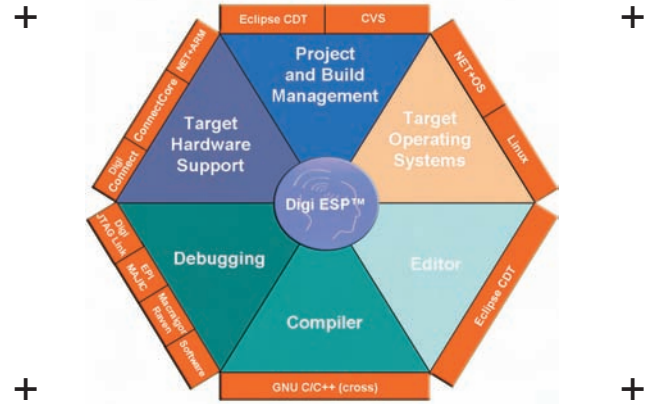 Eclipse CDT
CVS
Project
and Build
Management
NET+ARM
ConnectCore
Digi
Connect
Target
Hardware
Support
Target
Operating
Systems
NET+OS
Linux
Digi ESP™
Debugging
Digi
JTAG Link
EPI
MAJIC
Macraigor
Raven
Software
Compiler
GNU C/C++ (cross)
Editor
Eclipse CDT